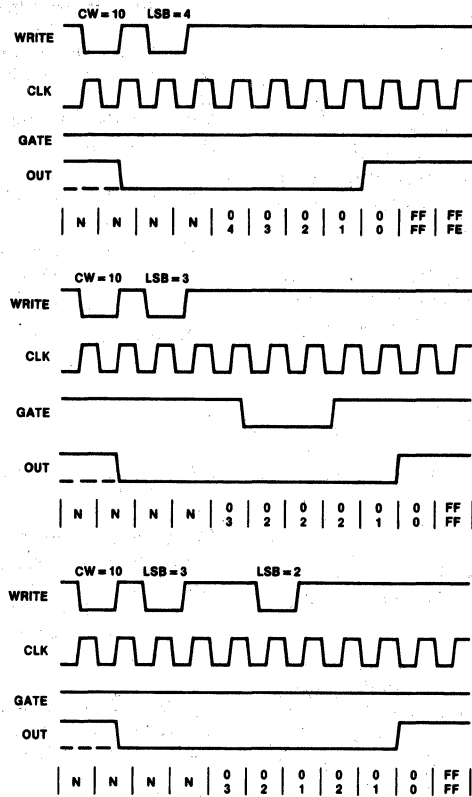 CW = 10 LSB = 4
WRITE
CLK
GATE
OUT
| N | N | N | N | 0 4 | 0 3 | 0 2 | 0 1 | 0 0 | FF FF | FF FE |
CW = 10 LSB = 3
WRITE
CLK
GATE
OUT
| N | N | N | N | 0 3 | 0 2 | 0 2 | 0 2 | 0 1 | 0 0 | FF FF |
CW = 10 LSB = 3 LSB = 2
WRITE
CLK
GATE
OUT
| N | N | N | N | 0 3 | 0 2 | 0 1 | 0 2 | 0 1 | 0 0 | FF FF |